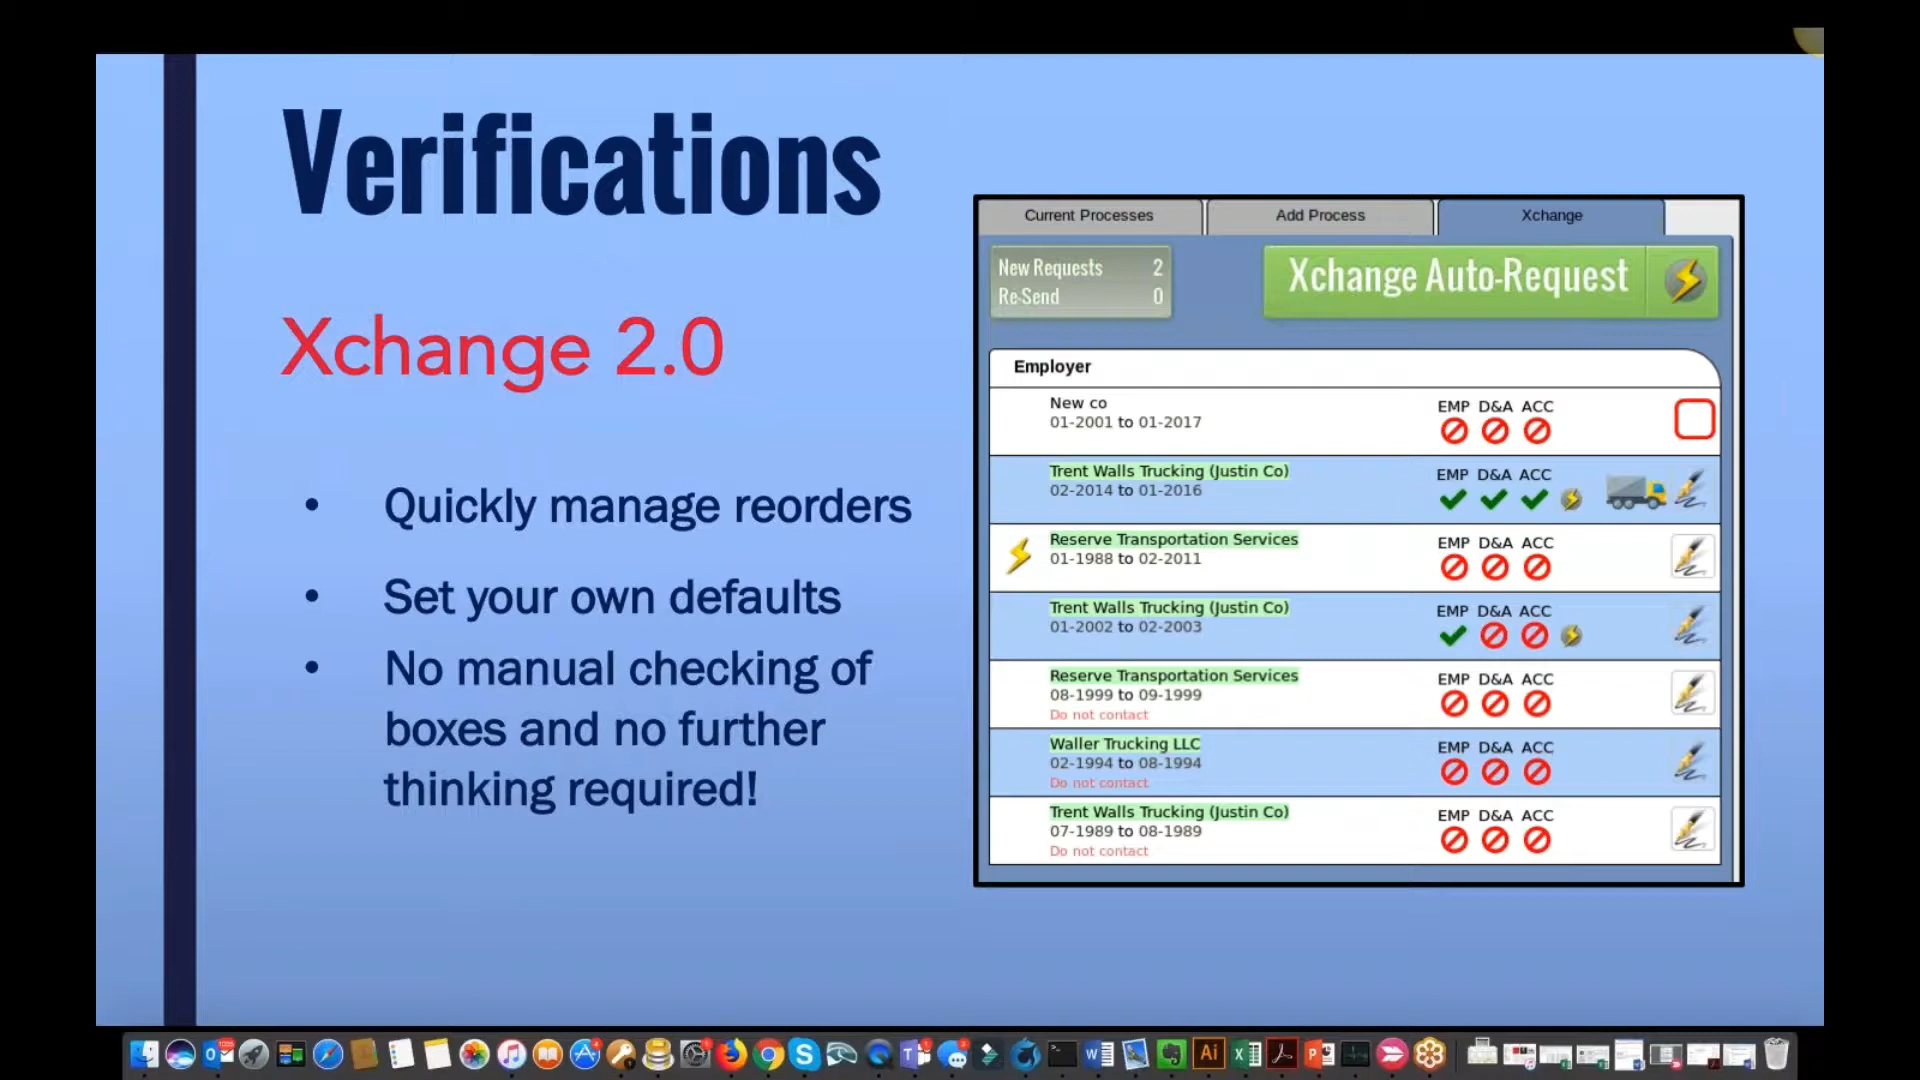 Verifications
Xchange 2.0
• Quickly manage reorders
• Set your own defaults
• No manual checking of
boxes and no further
thinking required!
Current Processes Add Process Xchange
New Requests 2
Re-Send 0
Xchange Auto-Request
Employer
New co
01-2001 to 01-2017
EMP D&A ACC
Trent Walls Trucking (Justin Co)
02-2014 to 01-2016
EMP D&A ACC
Reserve Transportation Services
01-1988 to 02-2011
EMP D&A ACC
Trent Walls Trucking (Justin Co)
01-2002 to 02-2003
EMP D&A ACC
Reserve Transportation Services
08-1999 to 09-1999
Do not contact
EMP D&A ACC
Waller Trucking LLC
02-1994 to 08-1994
Do not contact
EMP D&A ACC
Trent Walls Trucking (Justin Co)
07-1989 to 08-1989
Do not contact
EMP D&A ACC
Ai